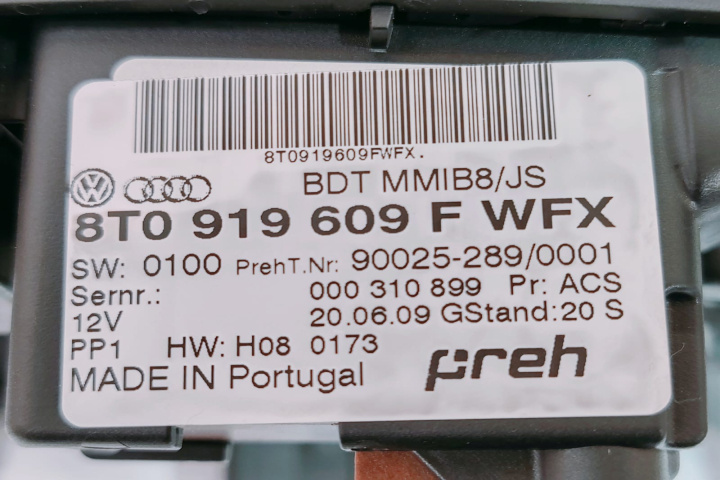 8T0919609FWFX.
BDT MMIB8/JS
8T0 919 609 F WFX
SW: 0100 PrehT.Nr: 90025-289/0001
Sernr.: 000 310 899 Pr: ACS
12V 20.06.09 GStand:20 S
PP1 HW: H08 0173
MADE IN Portugal preh